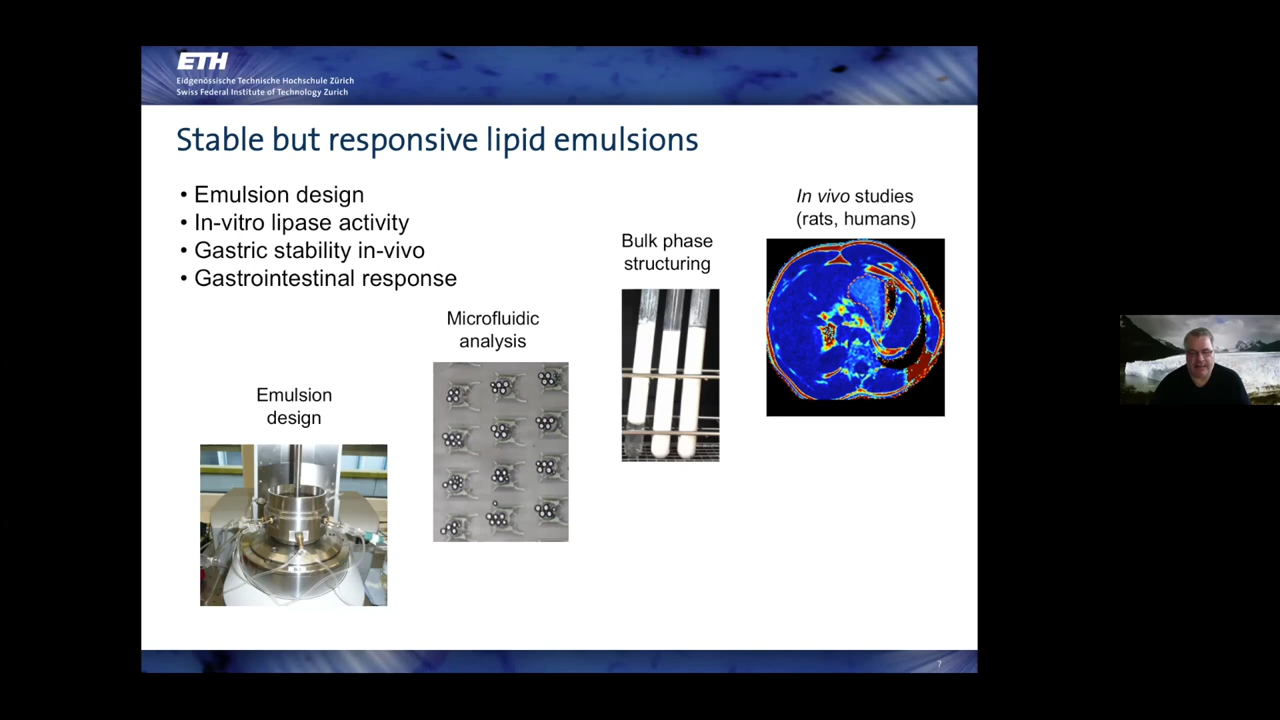 ETH
Eidgenössische Technische Hochschule Zürich
Swiss Federal Institute of Technology Zurich
Stable but responsive lipid emulsions
• Emulsion design
• In-vitro lipase activity
• Gastric stability in-vivo
• Gastrointestinal response
In vivo studies
(rats, humans)
Bulk phase
structuring
Microfluidic
analysis
Emulsion
design
7